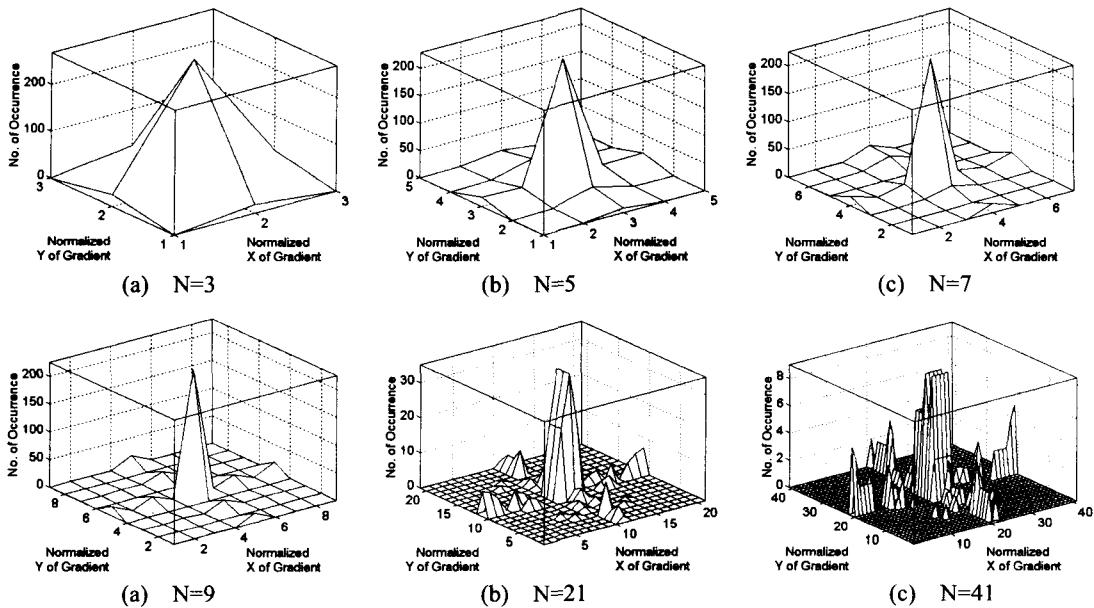 No. of Occurrence
200
100
0
3
2
1
1
2
3
Normalized
Y of Gradient
Normalized
X of Gradient
(a) N=3
No. of Occurrence
200
150
100
50
0
5
4
3
2
1
1
2
3
4
5
Normalized
Y of Gradient
Normalized
X of Gradient
(b) N=5
No. of Occurrence
200
150
100
50
0
6
4
2
2
4
6
Normalized
Y of Gradient
Normalized
X of Gradient
(c) N=7
No. of Occurrence
200
150
100
50
0
8
6
4
2
2
4
6
8
Normalized
Y of Gradient
Normalized
X of Gradient
(a) N=9
No. of Occurrence
30
20
10
0
20
15
10
5
5
10
15
20
Normalized
Y of Gradient
Normalized
X of Gradient
(b) N=21
No. of Occurrence
8
6
4
2
0
40
30
20
10
10
20
30
40
Normalized
Y of Gradient
Normalized
X of Gradient
(c) N=41